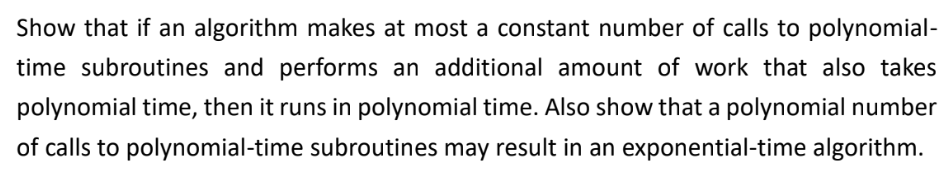 Show that if an algorithm makes at most a constant number of calls to polynomial-
time subroutines and performs an additional amount of work that also takes
polynomial time, then it runs in polynomial time. Also show that a polynomial number
of calls to polynomial-time subroutines may result in an exponential-time algorithm.